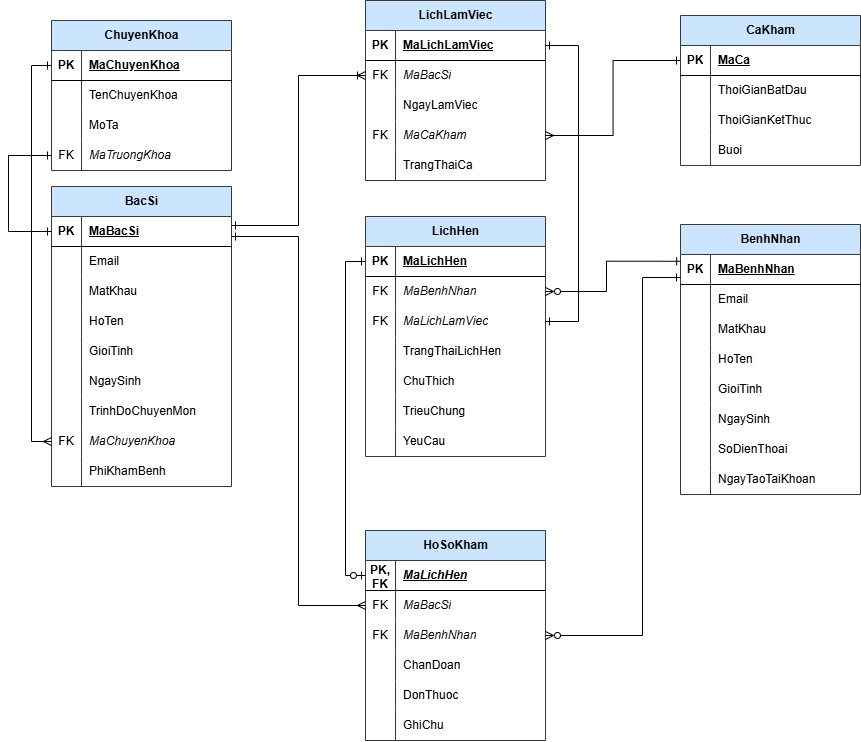 ChuyenKhoa
PK MaChuyenKhoa
TenChuyenKhoa
MoTa
FK MaTruongKhoa
BacSi
PK MaBacSi
Email
MatKhau
HoTen
GioiTinh
NgaySinh
TrinhDoChuyenMon
FK MaChuyenKhoa
PhiKhamBenh
LichLamViec
PK MaLichLamViec
FK MaBacSi
NgayLamViec
FK MaCaKham
TrangThaiCa
LichHen
PK MaLichHen
FK MaBenhNhan
FK MaLichLamViec
TrangThaiLichHen
ChuThich
TrieuChung
YeuCau
HoSoKham
PK,
FK MaLichHen
FK MaBacSi
FK MaBenhNhan
ChanDoan
DonThuoc
GhiChu
CaKham
PK MaCa
ThoiGianBatDau
ThoiGianKetThuc
Buoi
BenhNhan
PK MaBenhNhan
Email
MatKhau
HoTen
GioiTinh
NgaySinh
SoDienThoai
NgayTaoTaiKhoan